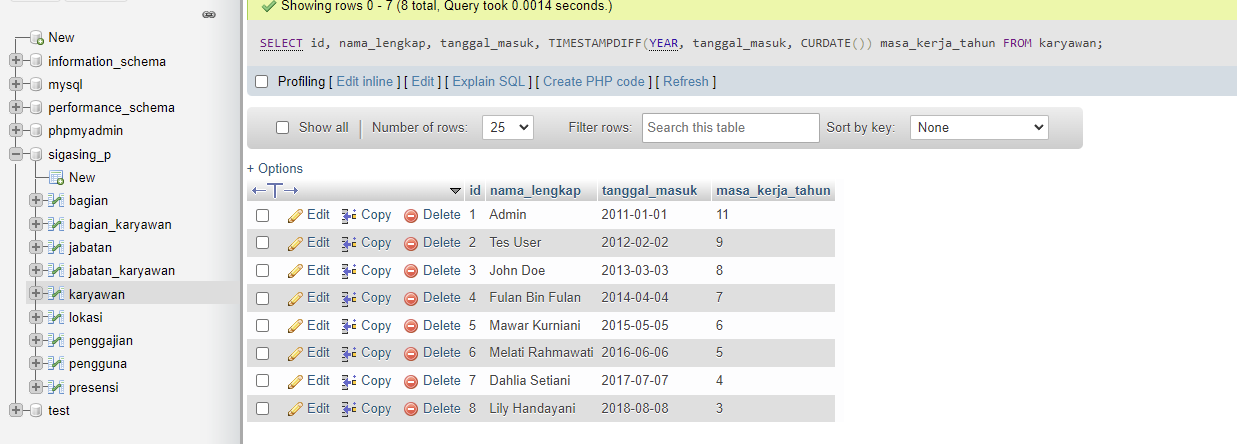 Showing rows 0 - 7 (8 total, Query took 0.0014 seconds.)
SELECT id, nama_lengkap, tanggal_masuk, TIMESTAMPDIFF(YEAR, tanggal_masuk, CURDATE()) masa_kerja_tahun FROM karyawan;
Profiling [ Edit inline ] [ Edit ] [ Explain SQL ] [ Create PHP code ] [ Refresh ]
Show all Number of rows: 25 Filter rows: Search this table Sort by key: None
+ Options
id nama_lengkap tanggal_masuk masa_kerja_tahun
Edit Copy Delete 1 Admin 2011-01-01 11
Edit Copy Delete 2 Tes User 2012-02-02 9
Edit Copy Delete 3 John Doe 2013-03-03 8
Edit Copy Delete 4 Fulan Bin Fulan 2014-04-04 7
Edit Copy Delete 5 Mawar Kurniani 2015-05-05 6
Edit Copy Delete 6 Melati Rahmawati 2016-06-06 5
Edit Copy Delete 7 Dahlia Setiani 2017-07-07 4
Edit Copy Delete 8 Lily Handayani 2018-08-08 3
New
information_schema
mysql
performance_schema
phpmyadmin
sigasing_p
New
bagian
bagian_karyawan
jabatan
jabatan_karyawan
karyawan
lokasi
penggajian
pengguna
presensi
test